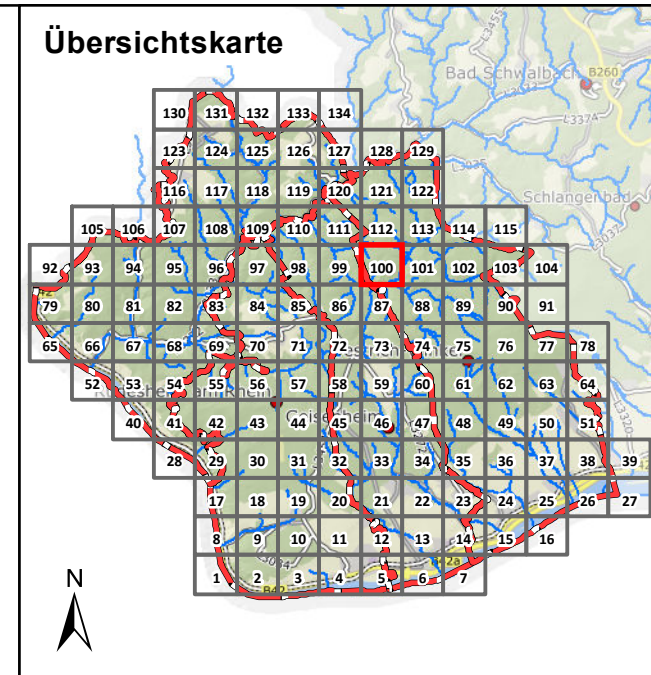 Übersichtskarte
L3455
Bad Schwalbach
B260
130 131 132 133 134
L3374
123 124 125 126 127 128 129
L3035
116 117 118 119 120 121 122
Schlangenbad
105 106 107 108 109 110 111 112 113 114 115
L3037
92 93 94 95 96 97 98 99 100 101 102 103 104
79 80 81 82 83 84 85 86 87 88 89 90 91
65 66 67 68 69 70 71 72 73 74 75 76 77 78
52 53 54 55 56 57 58 59 60 61 62 63 64
L3320
40 41 42 43 44 45 46 47 48 49 50 51
28 29 30 31 32 33 34 35 36 37 38 39
17 18 19 20 21 22 23 24 25 26 27
8 9 10 11 12 13 14 15 16
L3034
B42a
1 2 3 4 5 6 7
B42
N